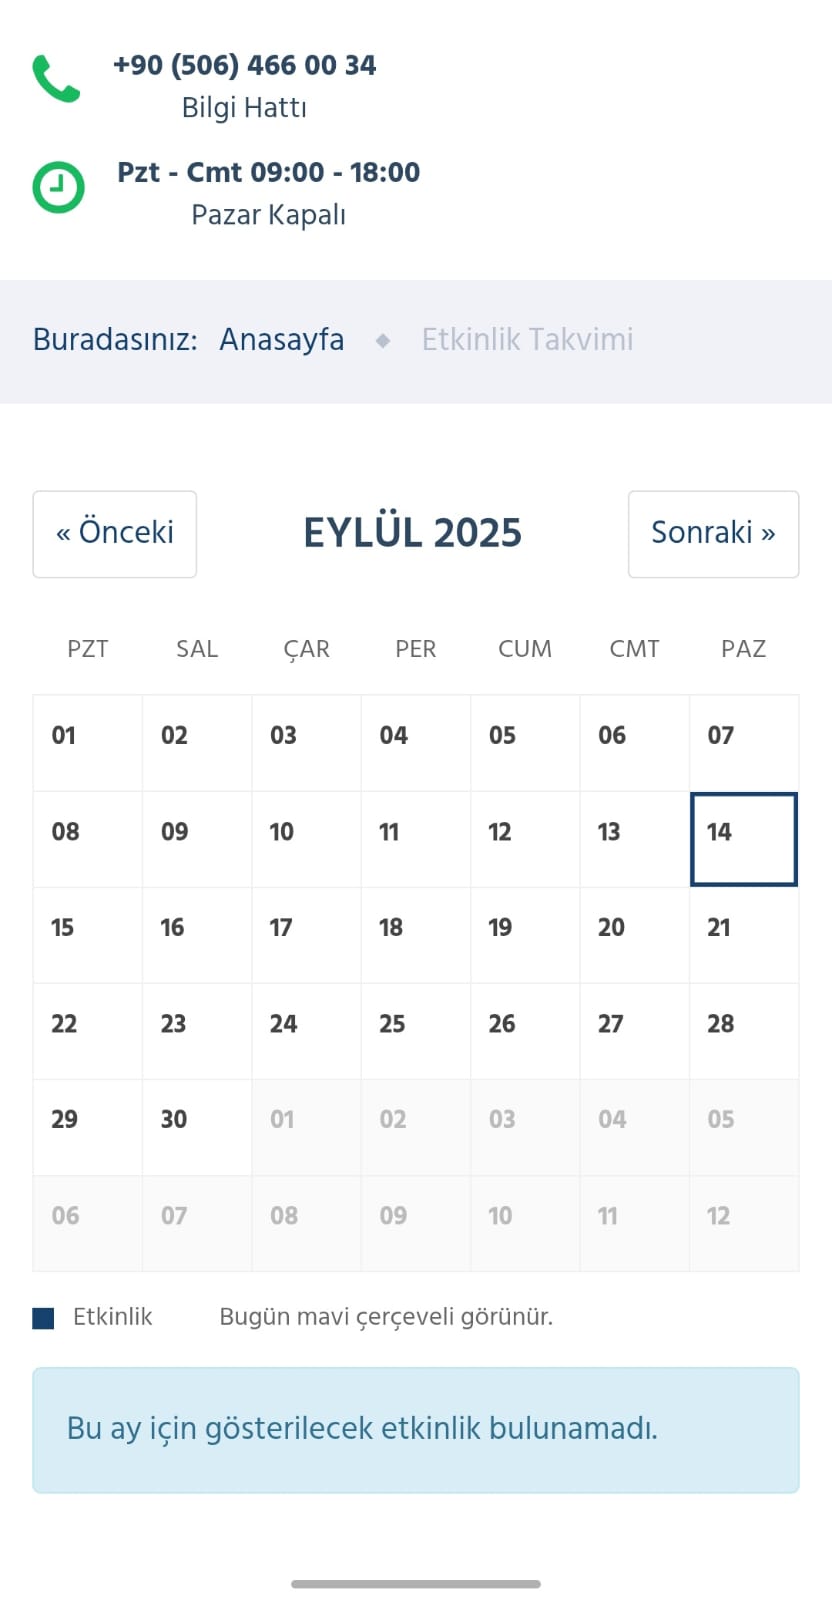 +90 (506) 466 00 34
Bilgi Hattı
Pzt - Cmt 09:00 - 18:00
Pazar Kapalı
Buradasınız: Anasayfa ◆ Etkinlik Takvimi
« Önceki EYLÜL 2025 Sonraki »
PZT SAL ÇAR PER CUM CMT PAZ
01 02 03 04 05 06 07
08 09 10 11 12 13 14
15 16 17 18 19 20 21
22 23 24 25 26 27 28
29 30 01 02 03 04 05
06 07 08 09 10 11 12
Etkinlik Bugün mavi çerçeveli görünür.
Bu ay için gösterilecek etkinlik bulunamadı.